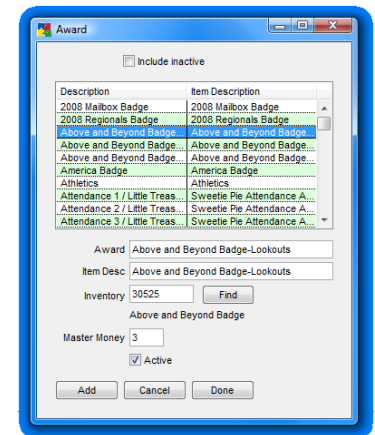 Award
Include inactive
Description Item Description
2008 Mailbox Badge 2008 Mailbox Badge
2008 Regionals Badge 2008 Regionals Badge
Above and Beyond Badge... Above and Beyond Badge...
Above and Beyond Badge... Above and Beyond Badge...
Above and Beyond Badge... Above and Beyond Badge...
America Badge America Badge
Athletics Athletics
Attendance 1 / Little Treas... Sweetie Pie Attendance A...
Attendance 2 / Little Treas... Sweetie Pie Attendance A...
Attendance 3 / Little Treas... Sweetie Pie Attendance A...
Award Above and Beyond Badge-Lookouts
Item Desc Above and Beyond Badge-Lookouts
Inventory 30525 Find
Above and Beyond Badge
Master Money 3
Active
Add Cancel Done